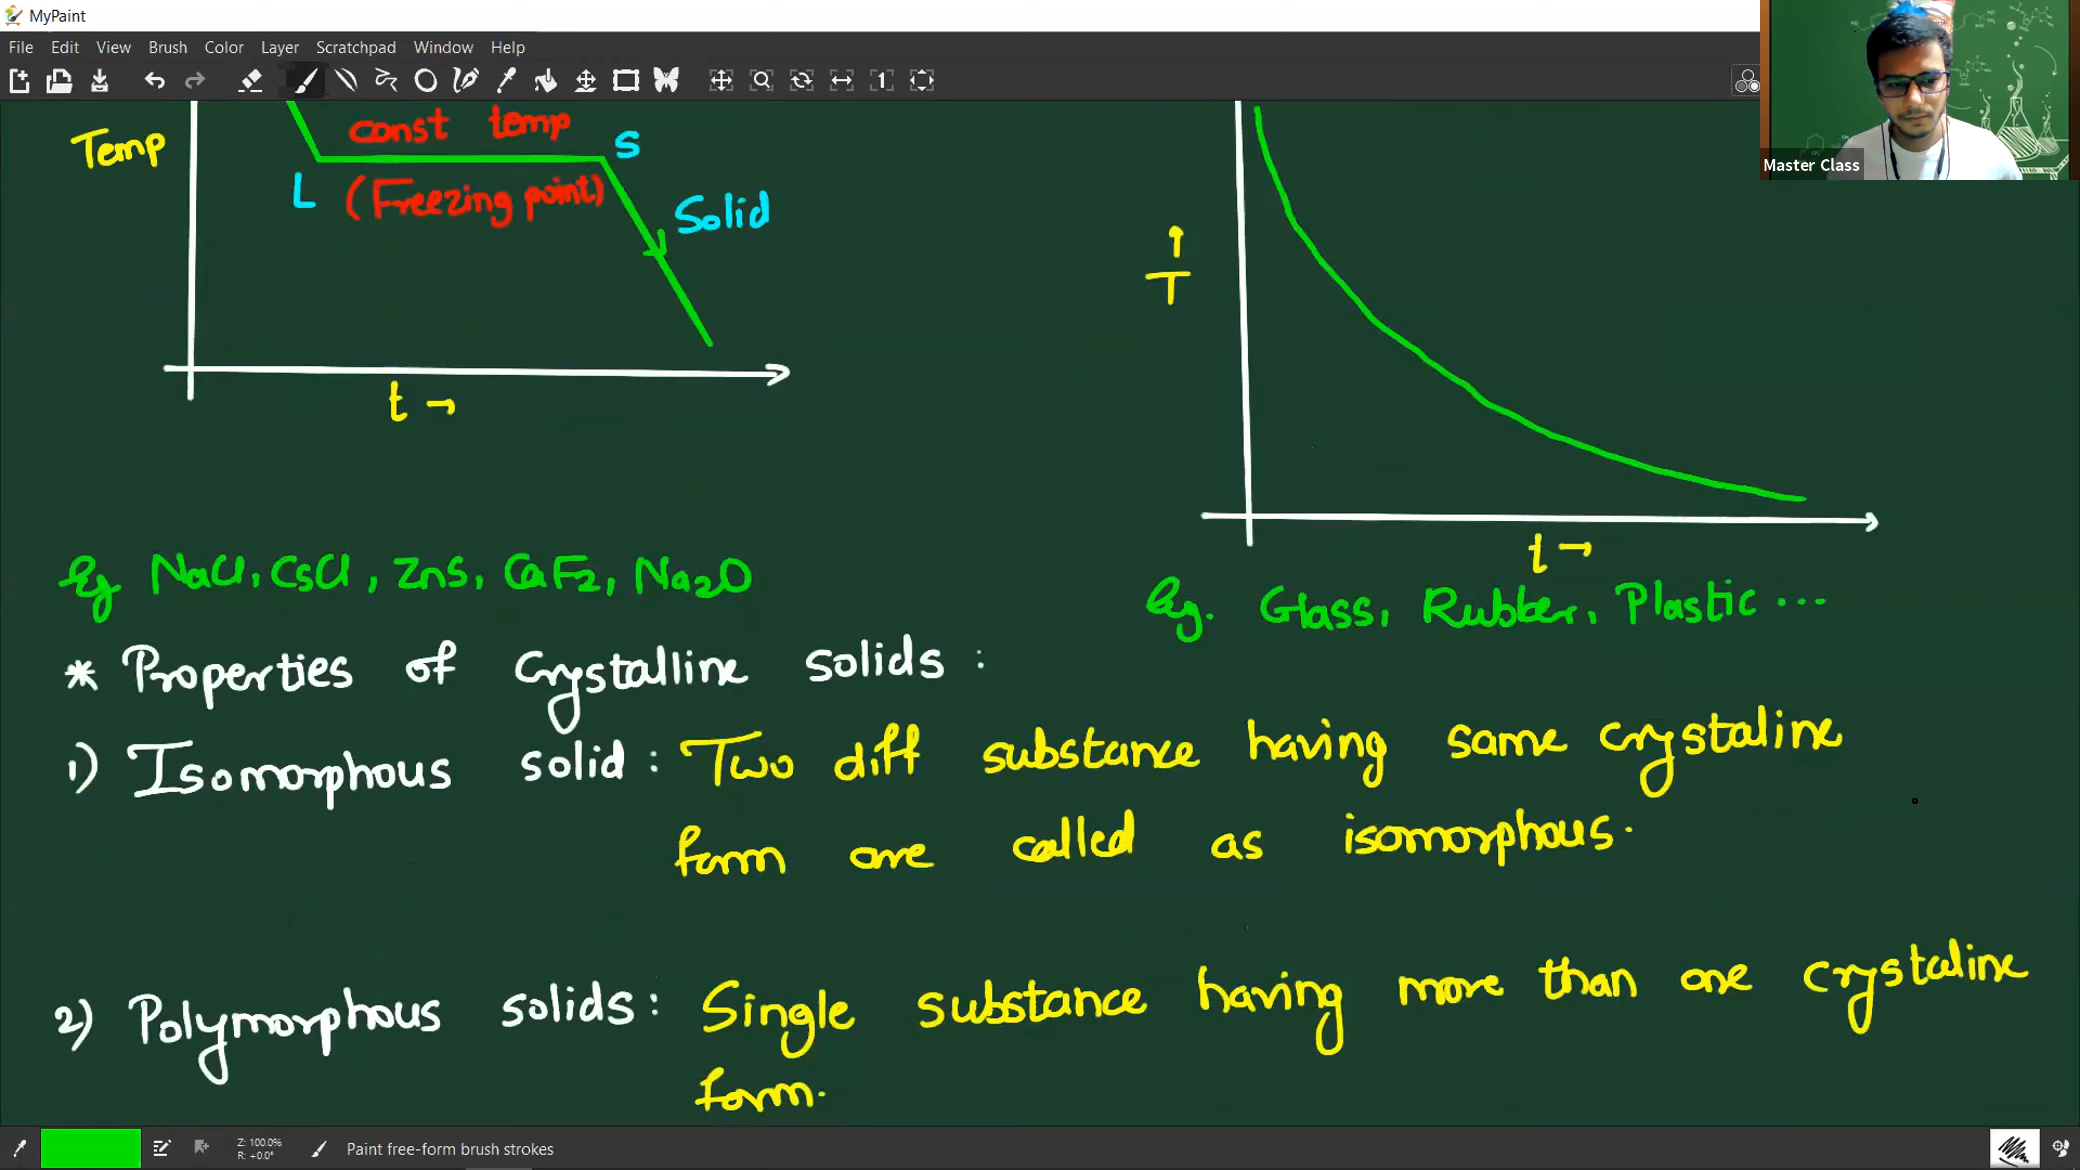 MyPaint
File Edit View Brush Color Layer Scratchpad Window Help
Master Class
Temp
const temp
S
L
(Freezing point)
Solid
t →
↑
T
t →
Eg NaCl, CsCl, ZnS, CaF2, Na2O
Eg. Glass, Rubber, Plastic ...
* Properties of Crystalline solids :
1) Isomorphous solid : Two diff substance having same crystaline
form are called as isomorphous.
2) Polymorphous solids : Single substance having more than one crystaline
form.
Z: 100.0%
R: +0.0°
Paint free-form brush strokes